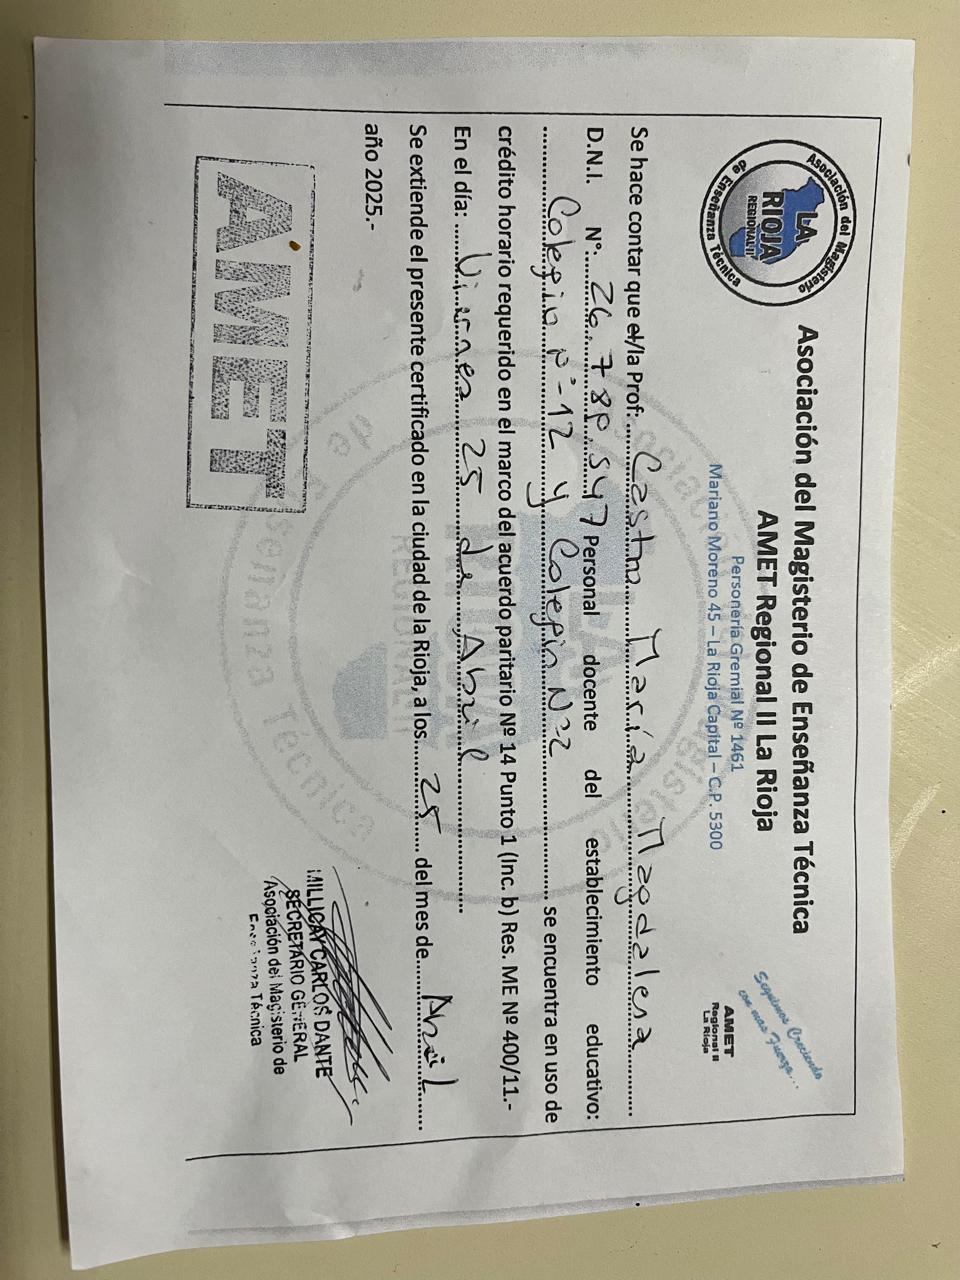 Asociación del Magisterio de Enseñanza Técnica
LA RIOJA
REGIONAL II
Asociación del Magisterio de Enseñanza Técnica
AMET Regional II La Rioja
Personería Gremial Nº 1461
Mariano Moreno 45 – La Rioja Capital – C.P. 5300
Seguimos Creciendo
con mas Fuerza...
AMET
Regional II
La Rioja
Se hace contar que el/la Prof: Castro María Magdalena
D.N.I. Nº: 26.789.547 Personal docente del establecimiento educativo:
Colegio Nº 12 y Colegio Nº 2 se encuentra en uso de
crédito horario requerido en el marco del acuerdo paritario Nº 14 Punto 1 (Inc. b) Res. ME Nº 400/11.-
En el día: Viernes 25 de Abril
Se extiende el presente certificado en la ciudad de la Rioja, a los 25 del mes de Abril
año 2025.-
AMET
MILLICAY CARLOS DANTE
SECRETARIO GENERAL
Asociación del Magisterio de
Enseñanza Técnica